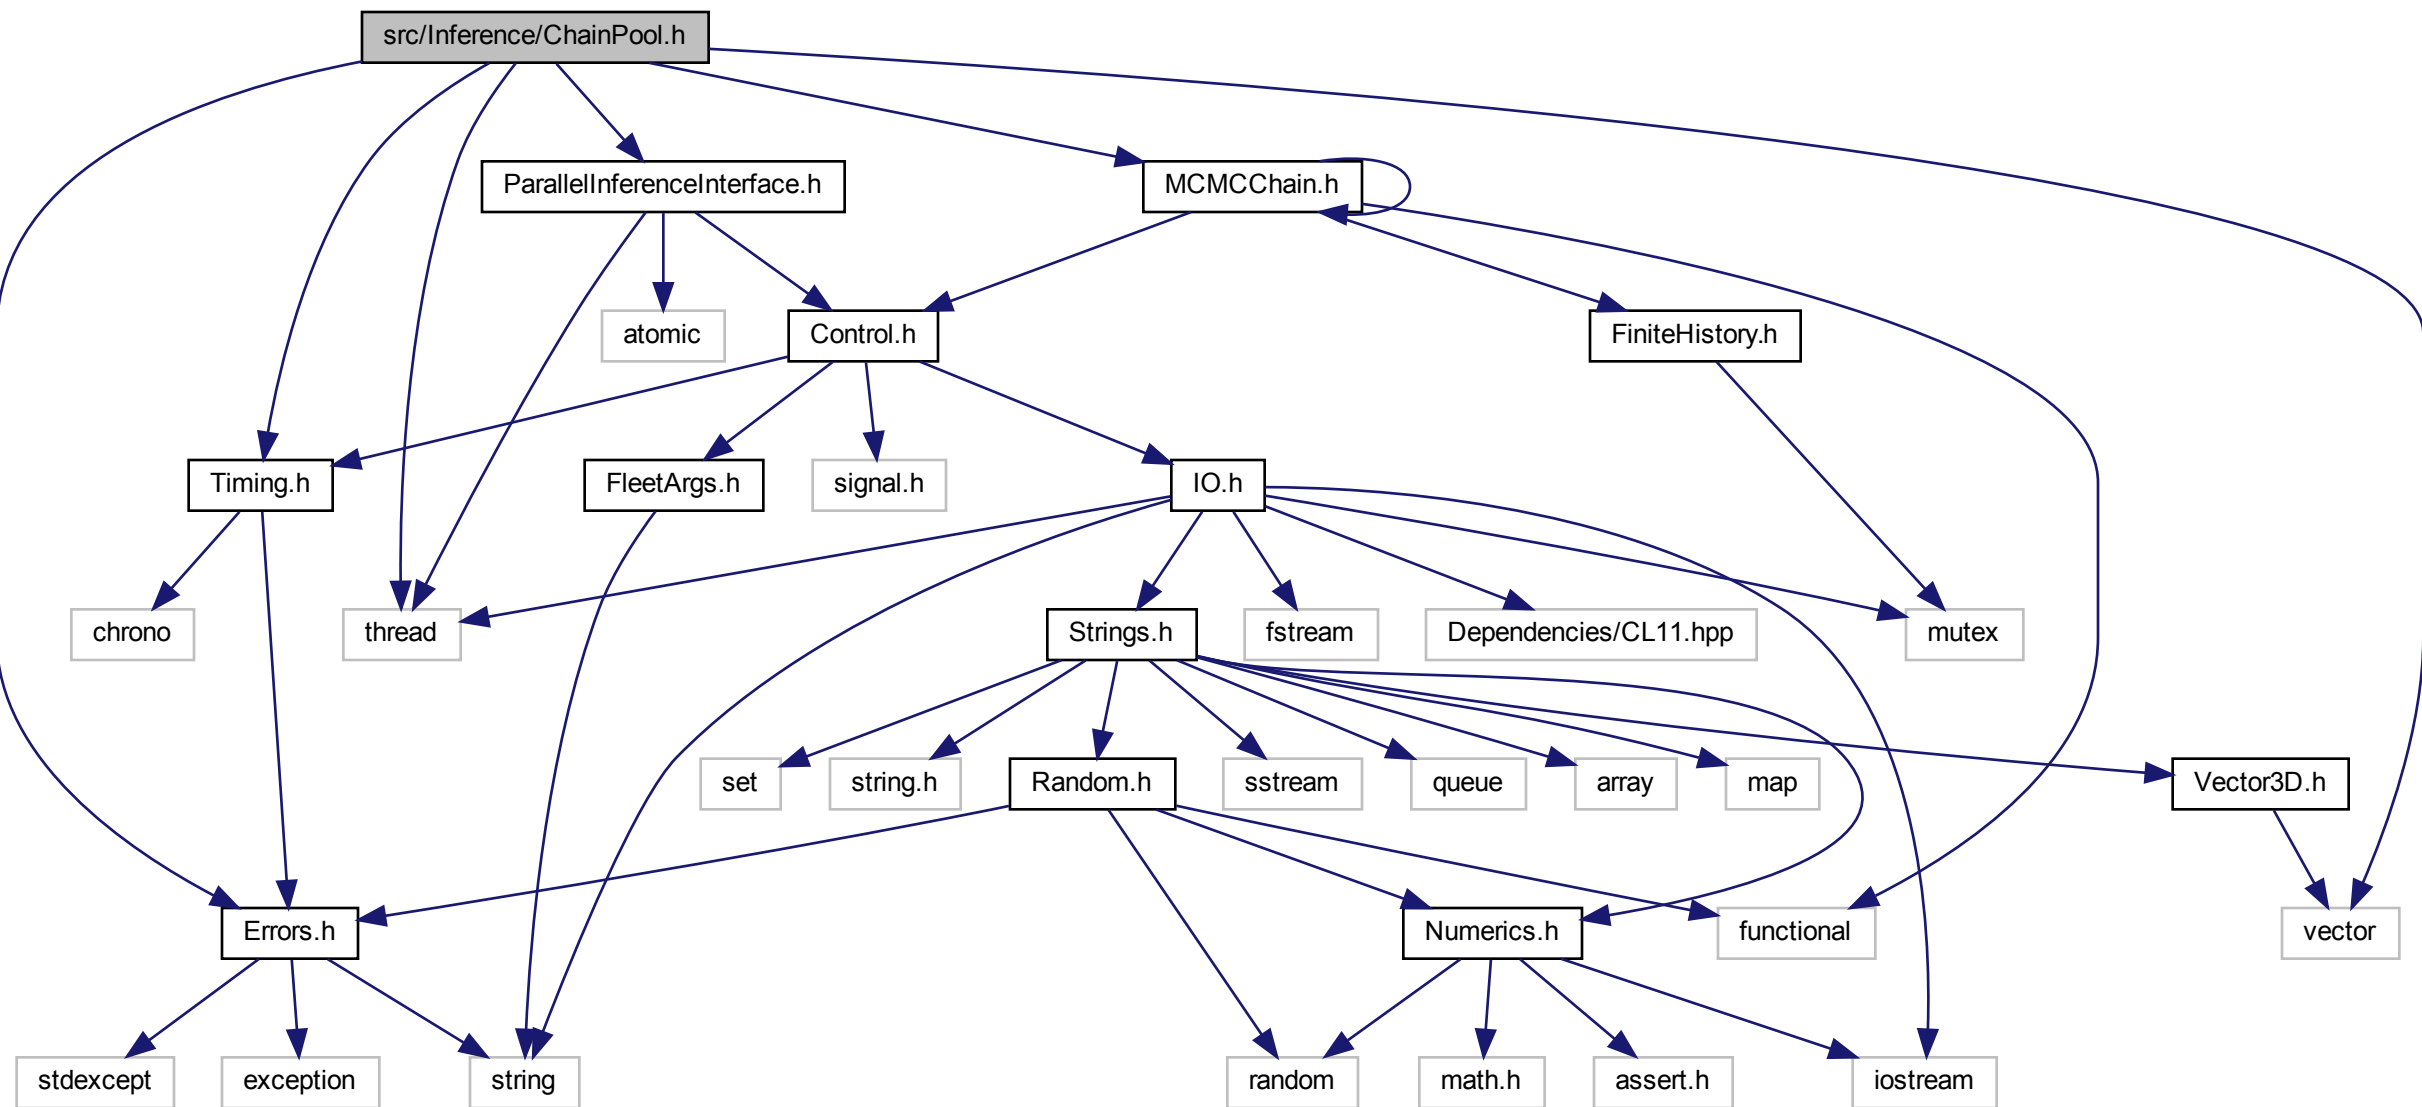 src/Inference/ChainPool.h
ParallelInferenceInterface.h
MCMCChain.h
atomic
Control.h
FiniteHistory.h
Timing.h
FleetArgs.h
signal.h
IO.h
chrono
thread
Strings.h
fstream
Dependencies/CL11.hpp
mutex
set
string.h
Random.h
sstream
queue
array
map
Vector3D.h
Errors.h
Numerics.h
functional
vector
stdexcept
exception
string
random
math.h
assert.h
iostream